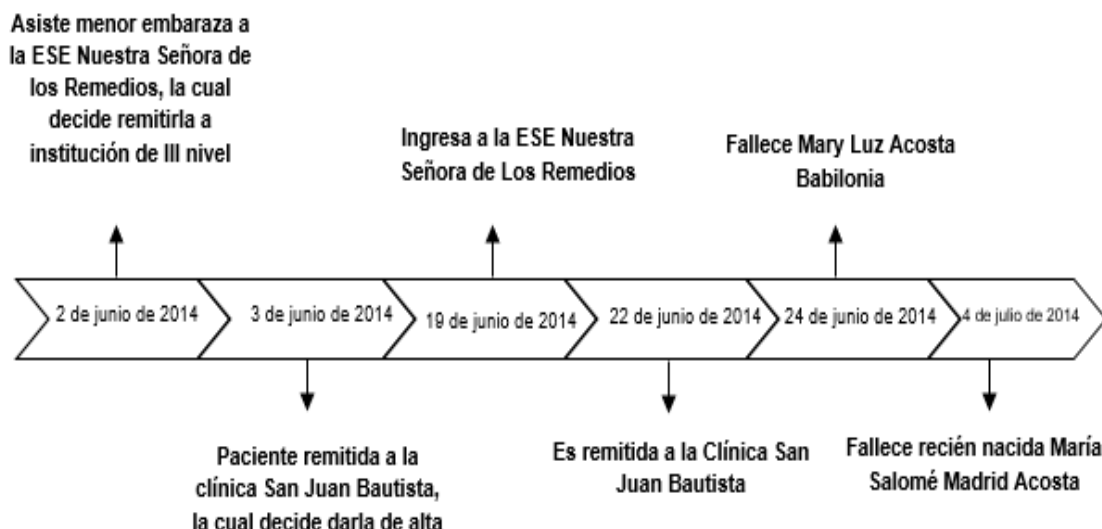 Asiste menor embaraza a
la ESE Nuestra Señora de
los Remedios, la cual
decide remitirla a
institución de III nivel
Ingresa a la ESE Nuestra
Señora de Los Remedios
Fallece Mary Luz Acosta
Babilonia
2 de junio de 2014
3 de junio de 2014
19 de junio de 2014
22 de junio de 2014
24 de junio de 2014
4 de julio de 2014
Paciente remitida a la
clínica San Juan Bautista,
la cual decide darla de alta
Es remitida a la Clínica San
Juan Bautista
Fallece recién nacida María
Salomé Madrid Acosta